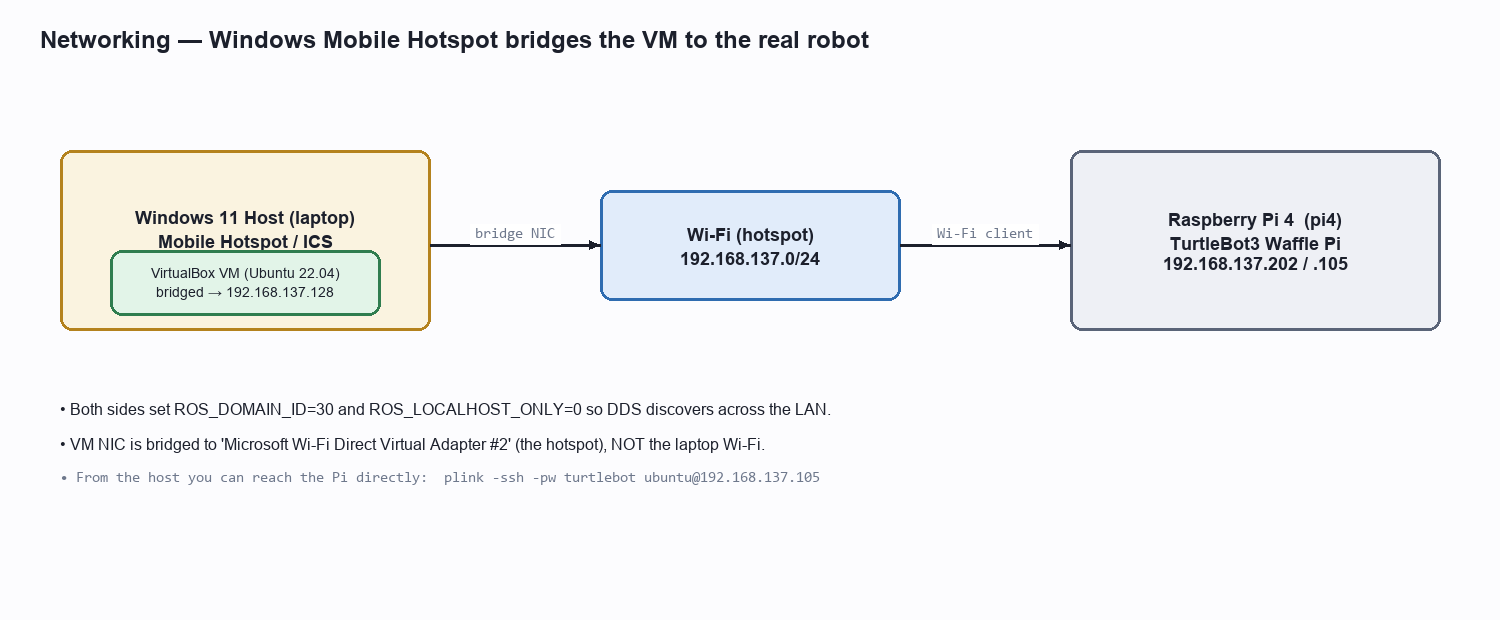 Networking — Windows Mobile Hotspot bridges the VM to the real robot
Windows 11 Host (laptop)
Mobile Hotspot / ICS
VirtualBox VM (Ubuntu 22.04)
bridged → 192.168.137.128
bridge NIC
Wi-Fi (hotspot)
192.168.137.0/24
Wi-Fi client
Raspberry Pi 4  (pi4)
TurtleBot3 Waffle Pi
192.168.137.202 / .105
• Both sides set ROS_DOMAIN_ID=30 and ROS_LOCALHOST_ONLY=0 so DDS discovers across the LAN.
• VM NIC is bridged to 'Microsoft Wi-Fi Direct Virtual Adapter #2' (the hotspot), NOT the laptop Wi-Fi.
• From the host you can reach the Pi directly:  plink -ssh -pw turtlebot ubuntu@192.168.137.105